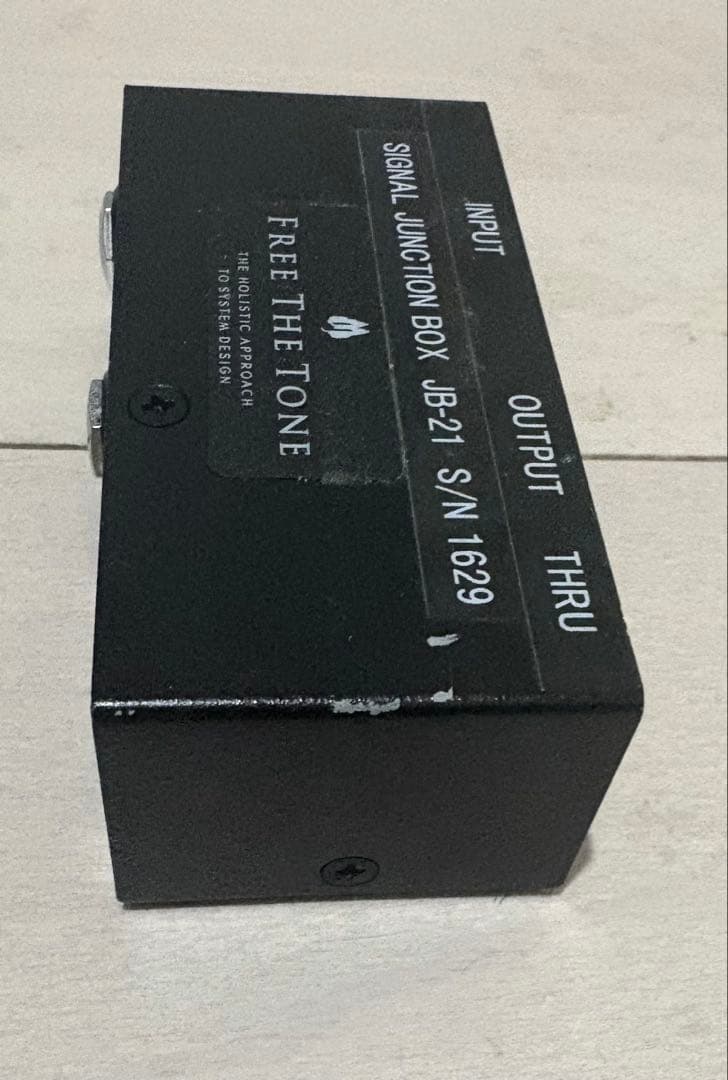 INPUT OUTPUT THRU
SIGNAL JUNCTION BOX JB-21 S/N 1629
FREE THE TONE
THE HOLISTIC APPROACH
TO SYSTEM DESIGN